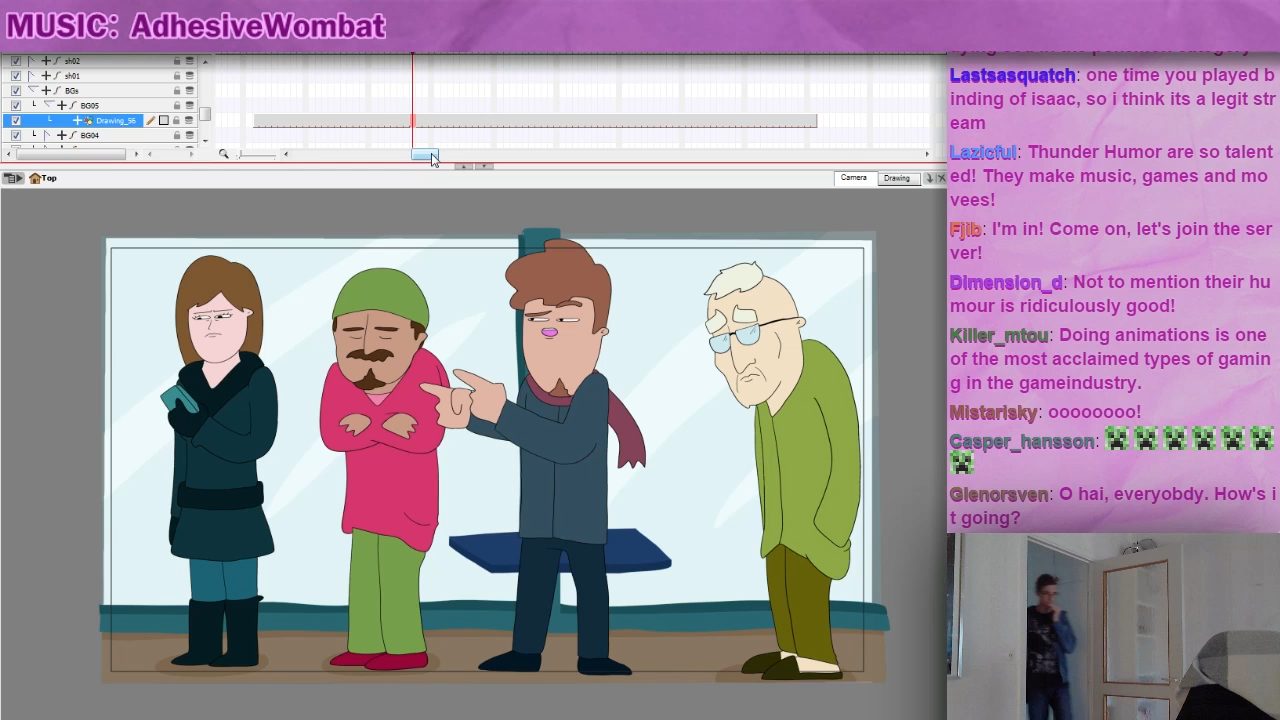 MUSIC: AdhesiveWombat
sh02
sh01
BGs
BG05
Drawing_56
BG04
Top
Camera
Drawing
Lastsasquatch: one time you played b
inding of isaac, so i think its a legit str
eam
Lazicful: Thunder Humor are so talent
ed! They make music, games and mo
vees!
Fjib: I'm in! Come on, let's join the ser
ver!
Dimension_d: Not to mention their hu
mour is ridiculously good!
Killer_mtou: Doing animations is one
of the most acclaimed types of gamin
g in the gameindustry.
Mistarisky: oooooooo!
Casper_hansson:
Glenorsven: O hai, everyobdy. How's i
t going?